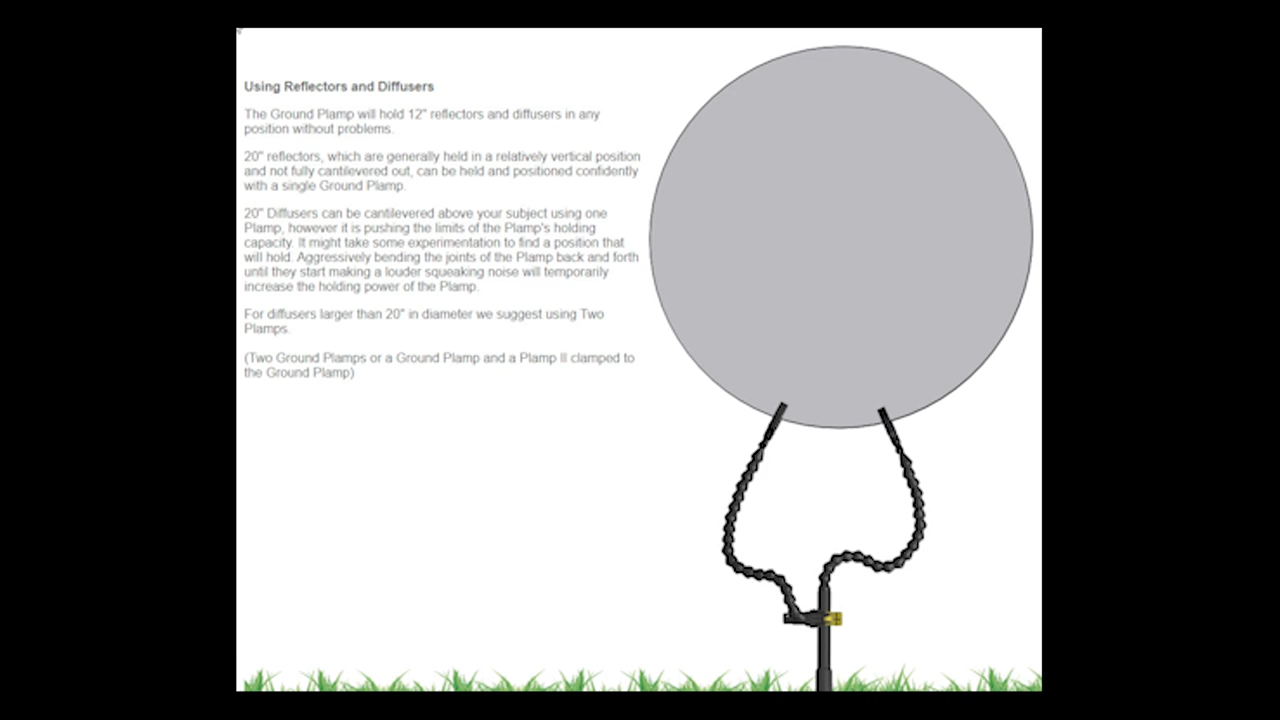 Using Reflectors and Diffusers
The Ground Plamp will hold 12" reflectors and diffusers in any
position without problems.
20" reflectors, which are generally held in a relatively vertical position
and not fully cantilevered out, can be held and positioned confidently
with a single Ground Plamp.
20" Diffusers can be cantilevered above your subject using one
Plamp, however it is pushing the limits of the Plamp's holding
capacity. It might take some experimentation to find a position that
will hold. Aggressively bending the joints of the Plamp back and forth
until they start making a louder squeaking noise will temporarily
increase the holding power of the Plamp.
For diffusers larger than 20" in diameter we suggest using Two
Plamps.
(Two Ground Plamps or a Ground Plamp and a Plamp II clamped to
the Ground Plamp)